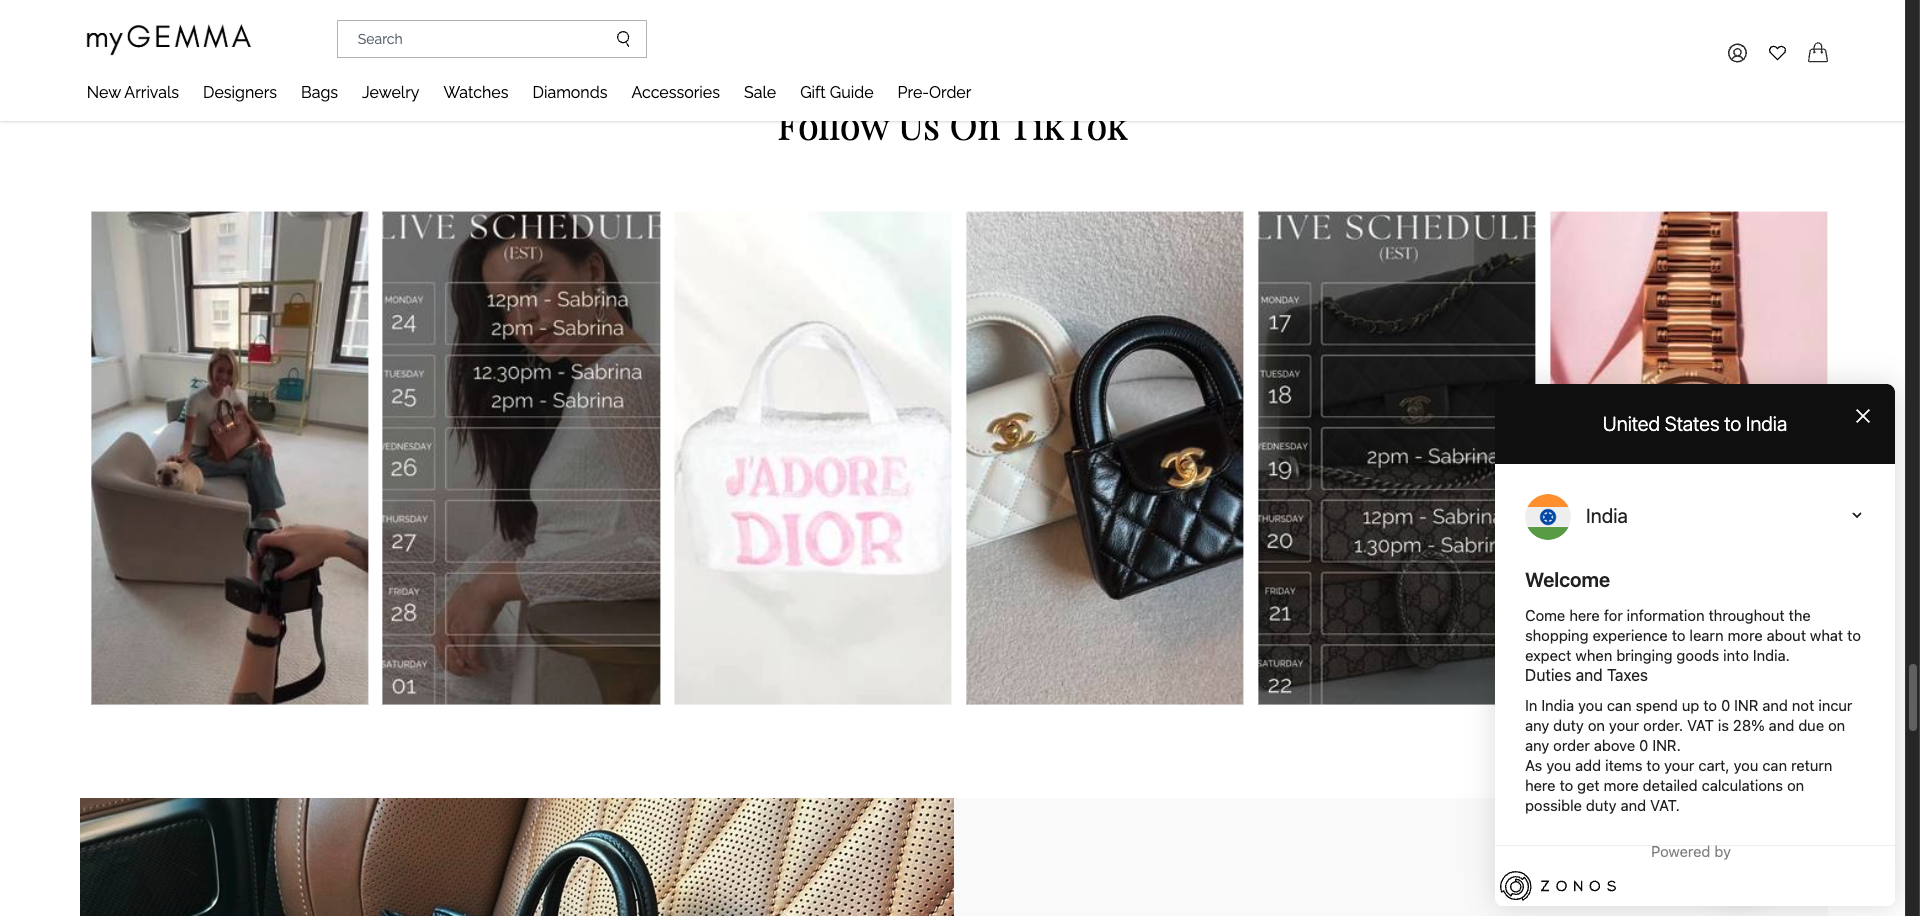 myGEMMA
Search
New Arrivals
Designers
Bags
Jewelry
Watches
Diamonds
Accessories
Sale
Gift Guide
Pre-Order
Follow Us On TikTok
LIVE SCHEDULE
(EST)
MONDAY
24
12pm - Sabrina
2pm - Sabrina
TUESDAY
25
12.30pm - Sabrina
2pm - Sabrina
WEDNESDAY
26
THURSDAY
27
FRIDAY
28
SATURDAY
01
J'ADORE
DIOR
LIVE SCHEDULE
(EST)
MONDAY
17
TUESDAY
18
WEDNESDAY
19
2pm - Sabrina
THURSDAY
20
12pm - Sabrina
1.30pm - Sabrin
FRIDAY
21
SATURDAY
22
United States to India
India
Welcome
Come here for information throughout the
shopping experience to learn more about what to
expect when bringing goods into India.
Duties and Taxes
In India you can spend up to 0 INR and not incur
any duty on your order. VAT is 28% and due on
any order above 0 INR.
As you add items to your cart, you can return
here to get more detailed calculations on
possible duty and VAT.
Powered by
ZONOS